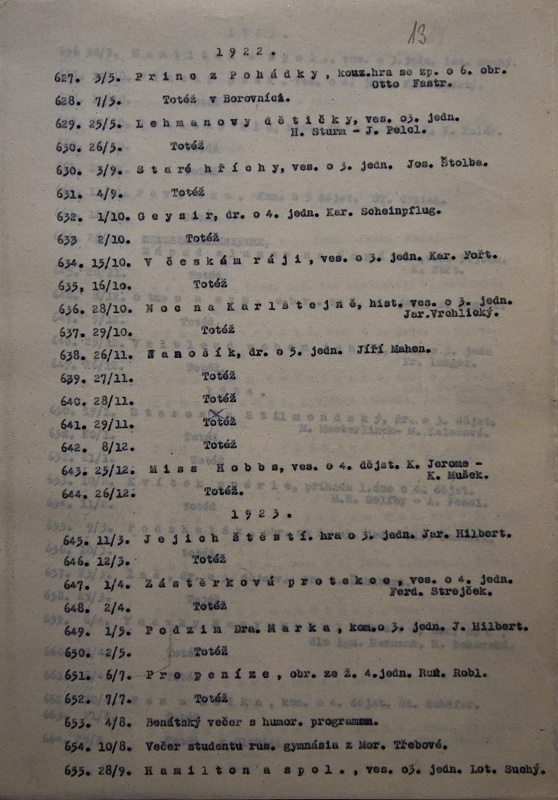 13
1922.
627. 3/5. Princ z Pohádky, kouz.hra se zp. o 6. obr.
Otto Fastr.
628. 7/5. Totéž v Borovnici.
629. 25/5. Lehmanovy dětičky, ves. o3. jedn.
H. Sturm - J. Pelcl.
630. 26/5. Totéž
630. 3/9. Staré hříchy, ves. o 3. jedn. Jos. Štolba.
631. 4/9. Totéž
632. 1/10. Geysir, dr. o 4. jedn. Kar. Scheinpflug.
633 2/10. Totéž
634. 15/10. V českém ráji, ves. o 3. jedn. Kar. Fořt.
635, 16/10. Totéž
636. 28/10. Noc na Karlštejně, hist. ves. o 3. jedn.
Jar.Vrchlický.
637. 29/10. Totéž
638. 26/11. Janošík, dr. o 5. jedn. Jiří Mahen.
639. 27/11. Totéž
640. 28/11. Totéž
641. 29/11. Totéž
642. 8/12. Totéž
643. 25/12. Miss Hobbs, ves. o 4. dějst. K. Jerome -
K. Mušek.
644. 26/12. Totéž.
1923.
645. 11/3. Jejich štěstí. hra o 3. jedn. Jar. Hilbert.
646. 12/3. Totéž
647. 1/4. Zástěrková protekce, ves. o 4. jedn.
Ferd. Strejček.
648. 2/4. Totéž
649. 1/5. Podzim Dra. Marka, kom.o 3. jedn. J. Hilbert.
650. 2/5. Totéž
651. 6/7. Pro peníze, obr. ze ž. 4.jedn. Robl.
652. 7/7. Totéž
653. 4/8. Benátský večer s humor. programm.
654. 10/8. Večer studentu rus. gymnásia z Mor. Třebové.
655. 28/9. Hamilton a spol., ves. o3. jedn. Lot. Suchý.